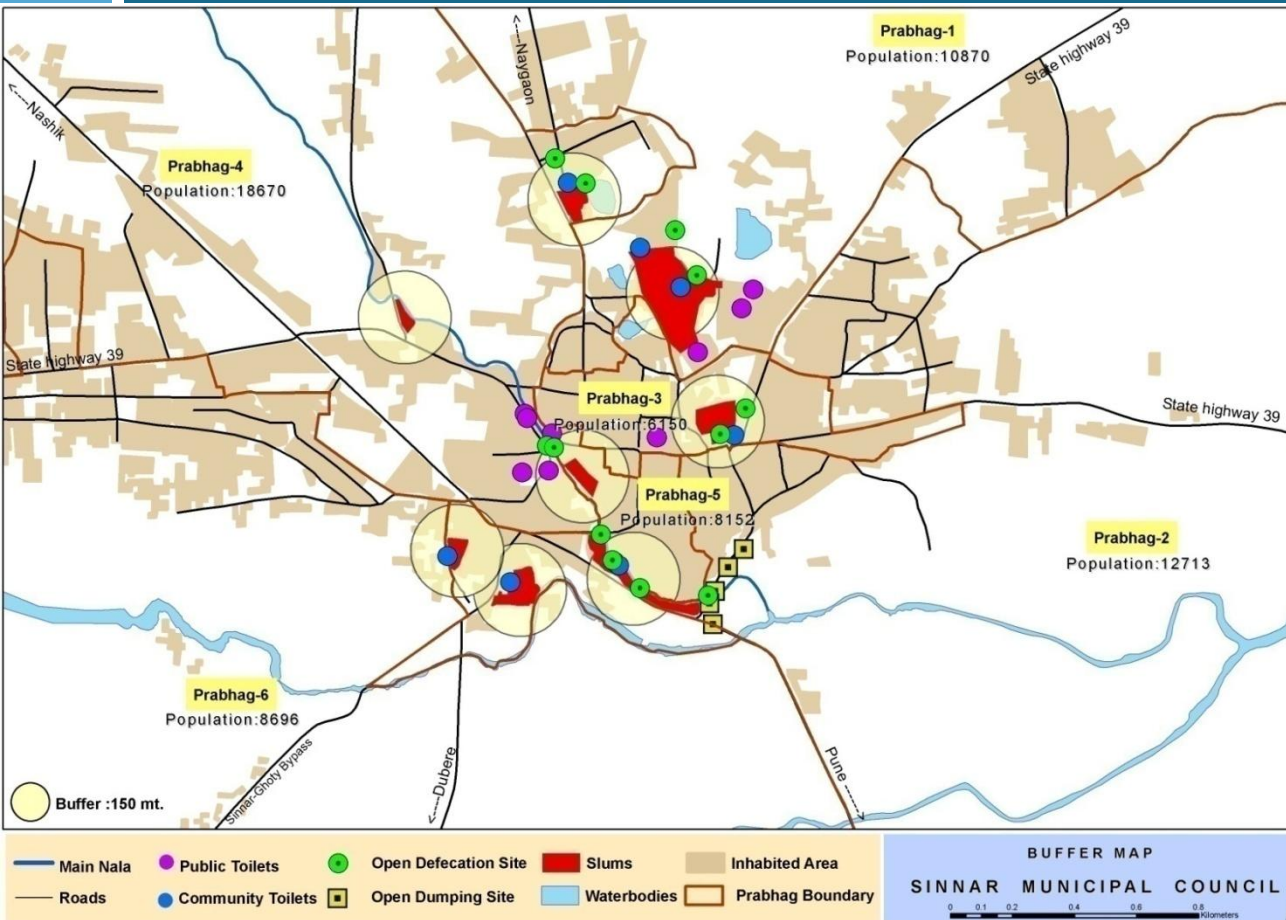 <----Naygaon
Prabhag-1
Population:10870
State highway 39
<----Nashik
Prabhag-4
Population:18670
State highway 39
Prabhag-3
Population:6150
State highway 39
Prabhag-5
Population:8152
Prabhag-2
Population:12713
Prabhag-6
Population:8696
Sinnar-Ghoty Bypass
<----Dubere
Pune ---->
Buffer :150 mt.
Main Nala
Public Toilets
Open Defecation Site
Slums
Inhabited Area
Roads
Community Toilets
Open Dumping Site
Waterbodies
Prabhag Boundary
BUFFER MAP
SINNAR MUNICIPAL COUNCIL
0 0.1 0.2 0.4 0.6 0.8
Kilometers